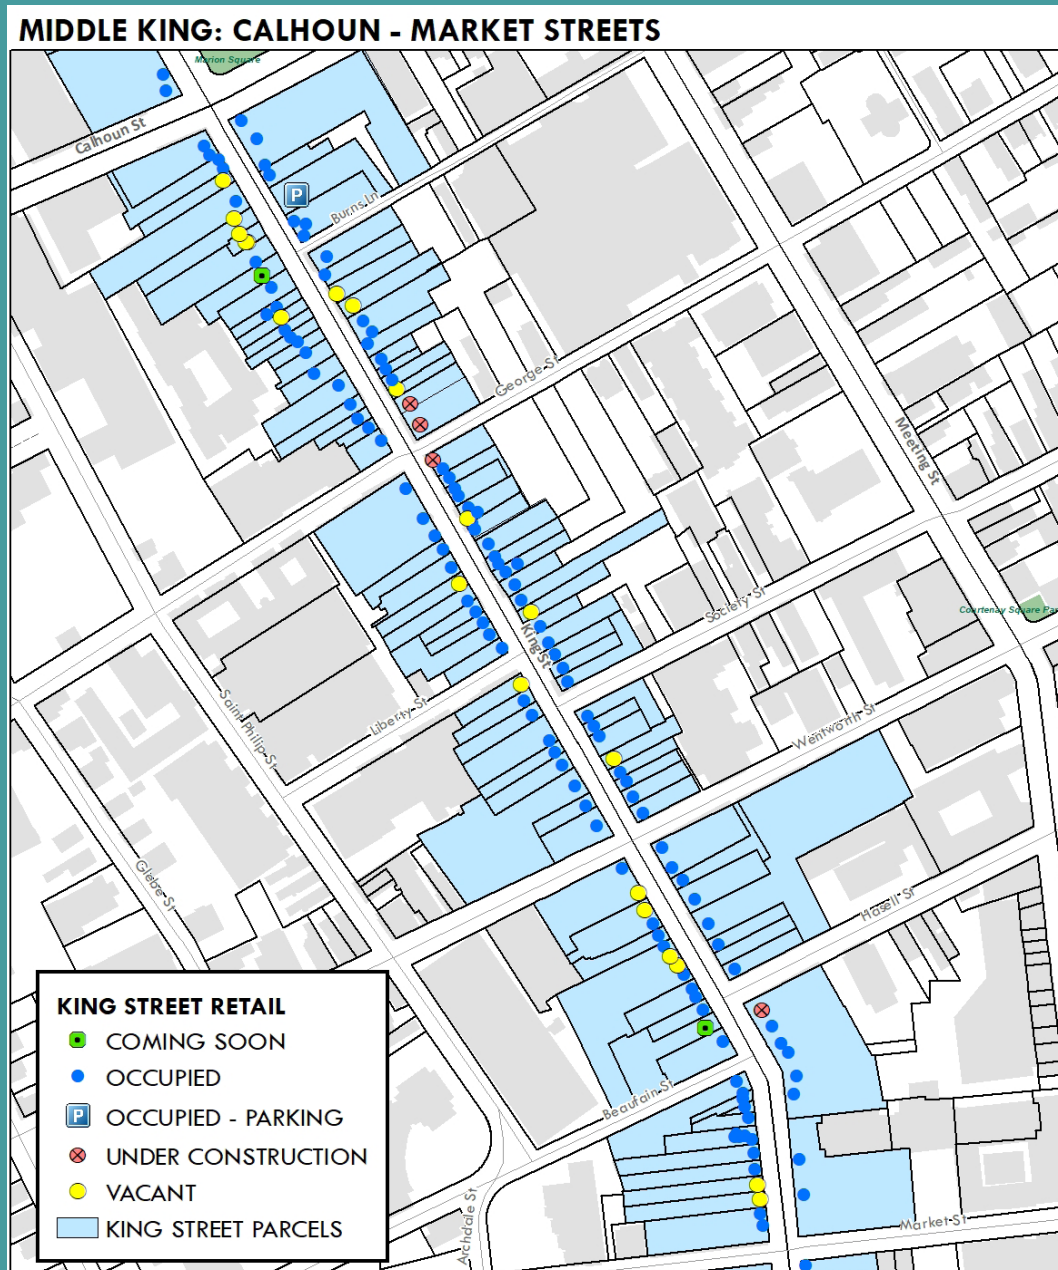 MIDDLE KING: CALHOUN - MARKET STREETS
Marion Square
Calhoun St
P
Burns Ln
George St
Meeting St
Society St
Courtenay Square Par
King St
Liberty St
Saint Philip St
Wentworth St
Glebe St
Hasell St
KING STREET RETAIL
COMING SOON
OCCUPIED
P OCCUPIED - PARKING
UNDER CONSTRUCTION
VACANT
KING STREET PARCELS
Beaufain St
Archdale St
Market St